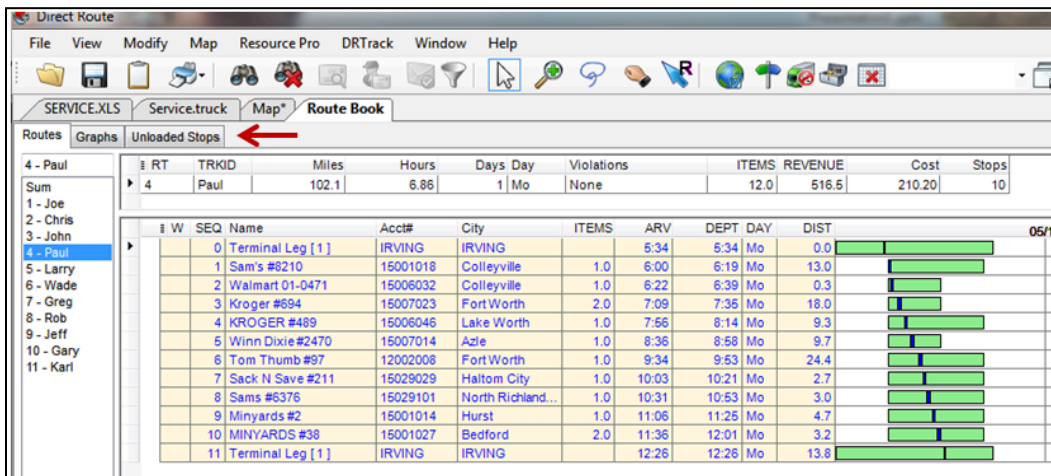 Direct Route
File View Modify Map Resource Pro DRTrack Window Help
R
SERVICE.XLS Service.truck Map* Route Book
Routes Graphs Unloaded Stops
4 - Paul
Sum
1 - Joe
2 - Chris
3 - John
4 - Paul
5 - Larry
6 - Wade
7 - Greg
8 - Rob
9 - Jeff
10 - Gary
11 - Karl
RT TRKID Miles Hours Days Day Violations ITEMS REVENUE Cost Stops
4 Paul 102.1 6.86 1 Mo None 12.0 516.5 210.20 10
W SEQ Name Acct# City ITEMS ARV DEPT DAY DIST 05/1
0 Terminal Leg [ 1 ] IRVING IRVING 5:34 5:34 Mo 0.0
1 Sam's #8210 15001018 Colleyville 1.0 6:00 6:19 Mo 13.0
2 Walmart 01-0471 15006032 Colleyville 1.0 6:22 6:39 Mo 0.3
3 Kroger #694 15007023 Fort Worth 2.0 7:09 7:35 Mo 18.0
4 KROGER #489 15006046 Lake Worth 1.0 7:56 8:14 Mo 9.3
5 Winn Dixie #2470 15007014 Azle 1.0 8:36 8:58 Mo 9.7
6 Tom Thumb #97 12002008 Fort Worth 1.0 9:34 9:53 Mo 24.4
7 Sack N Save #211 15029029 Haltom City 1.0 10:03 10:21 Mo 2.7
8 Sams #6376 15029101 North Richland... 1.0 10:31 10:53 Mo 3.0
9 Minyards #2 15001014 Hurst 1.0 11:06 11:25 Mo 4.7
10 MINYARDS #38 15001027 Bedford 2.0 11:36 12:01 Mo 3.2
11 Terminal Leg [ 1 ] IRVING IRVING 12:26 12:26 Mo 13.8